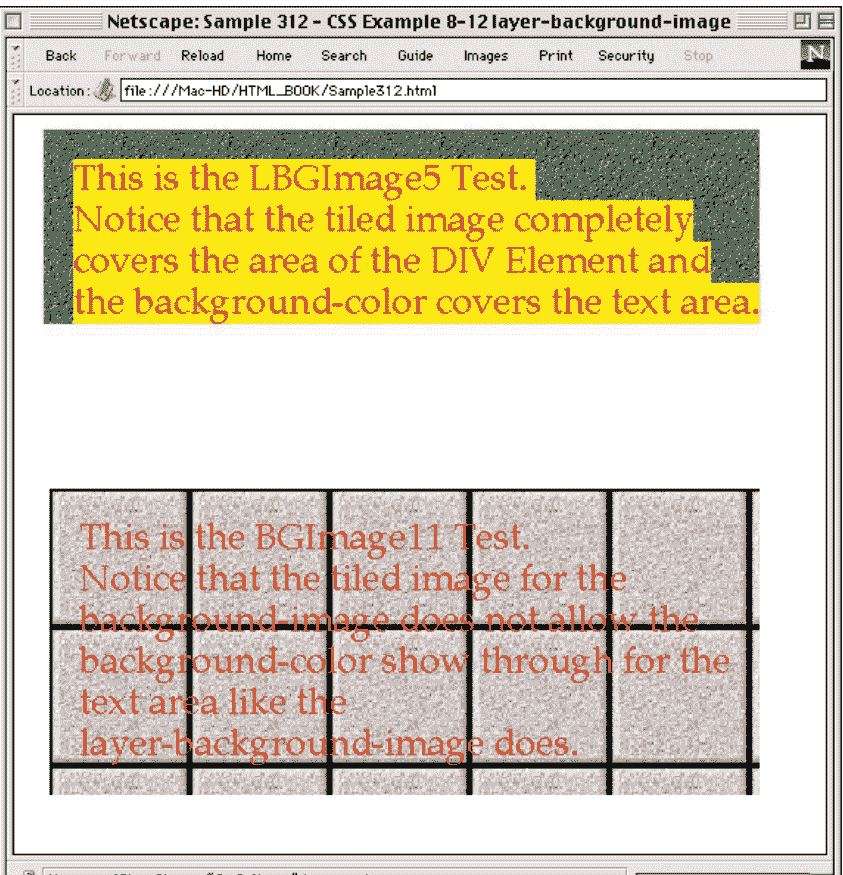 Netscape: Sample 312 - CSS Example 8-12 layer-background-image
Back Forward Reload Home Search Guide Images Print Security Stop N
Location: file:///Mac-HD/HTML_BOOK/Sample312.html
This is the LBGImage5 Test.
Notice that the tiled image completely
covers the area of the DIV Element and
the background-color covers the text area.
This is the BGImage11 Test.
Notice that the tiled image for the
background-image does not allow the
background-color show through for the
text area like the
layer-background-image does.